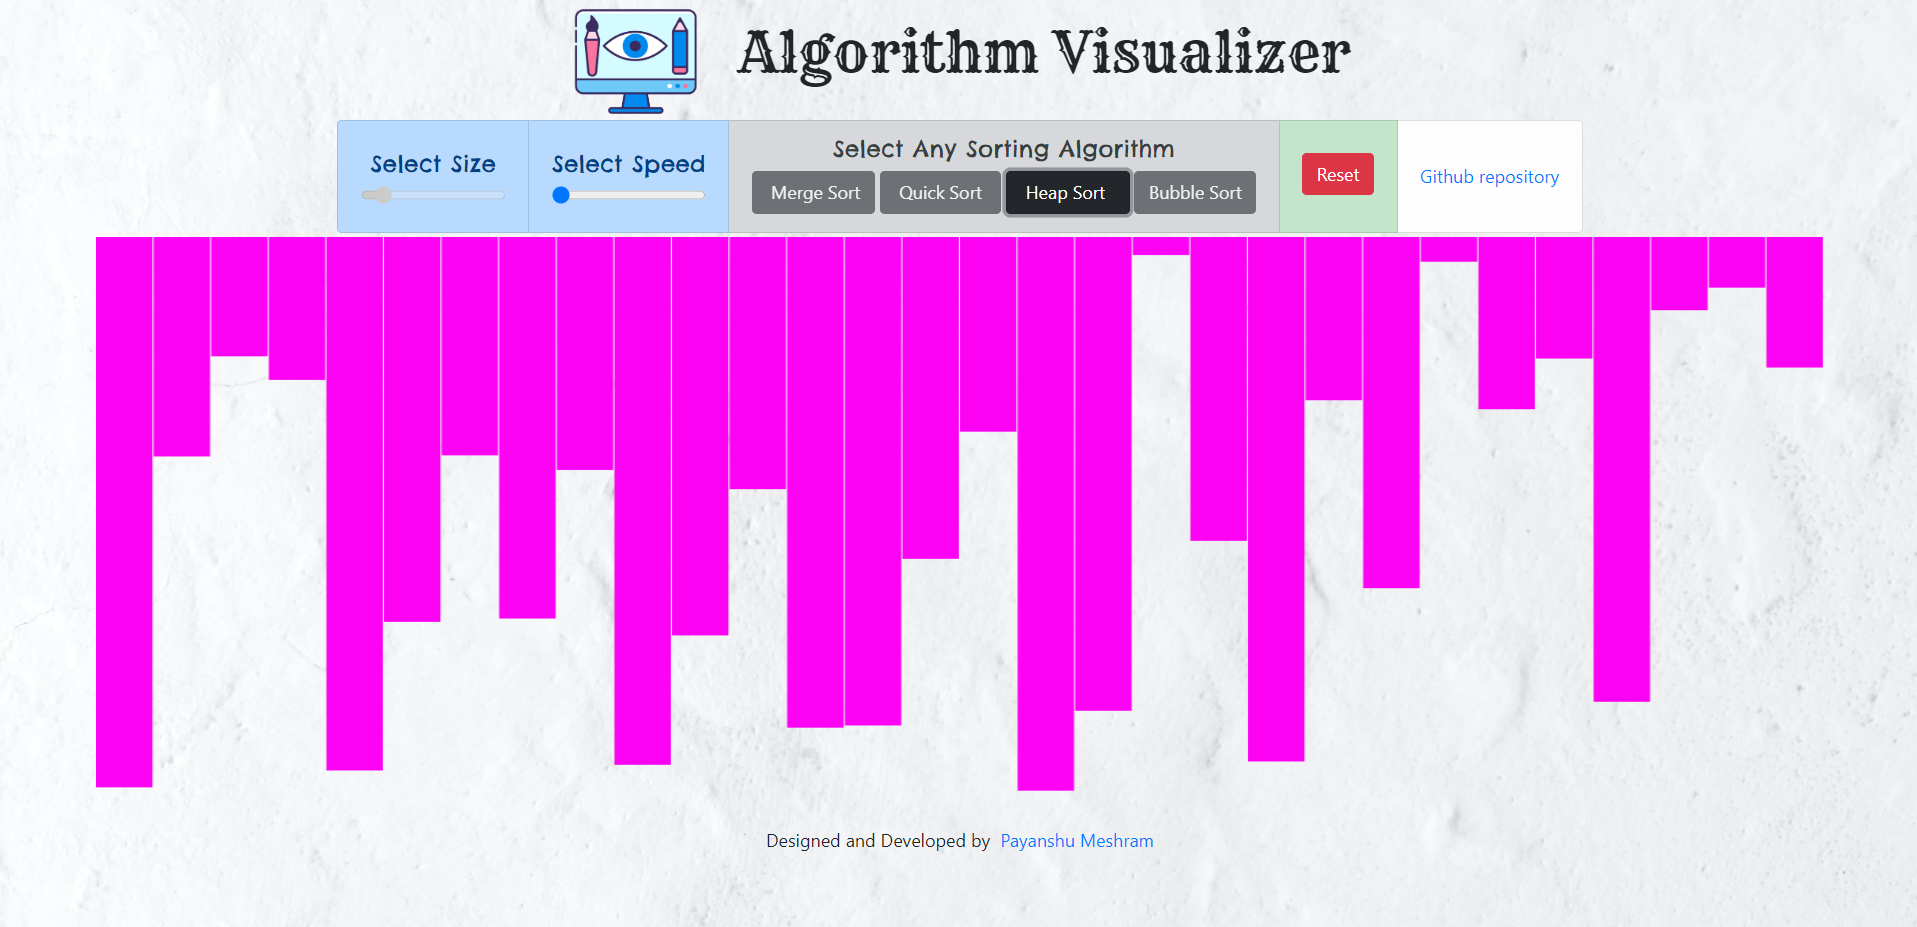 Algorithm Visualizer
Select Size
Select Speed
Select Any Sorting Algorithm
Merge Sort
Quick Sort
Heap Sort
Bubble Sort
Reset
Github repository
Designed and Developed by Payanshu Meshram